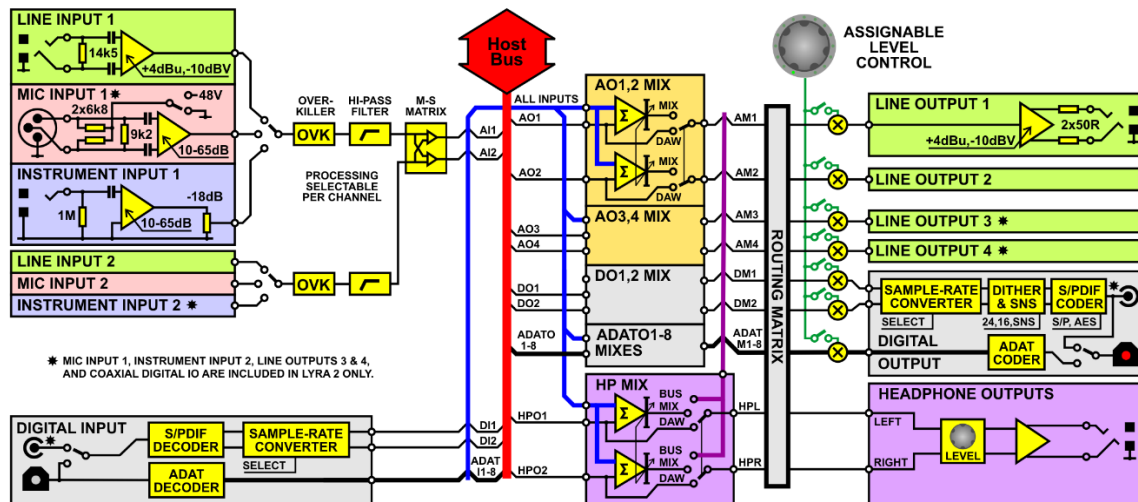 LINE INPUT 1
14k5
+4dBu,-10dBV
MIC INPUT 1 ✷
48V
2x6k8
9k2
10-65dB
INSTRUMENT INPUT 1
-18dB
1M
10-65dB
LINE INPUT 2
MIC INPUT 2
INSTRUMENT INPUT 2 ✷
OVER-
KILLER
HI-PASS
FILTER
M-S
MATRIX
OVK
PROCESSING
SELECTABLE
PER CHANNEL
OVK
✷ MIC INPUT 1, INSTRUMENT INPUT 2, LINE OUTPUTS 3 & 4,
AND COAXIAL DIGITAL IO ARE INCLUDED IN LYRA 2 ONLY.
DIGITAL INPUT
✷
S/PDIF
DECODER
SAMPLE-RATE
CONVERTER
SELECT
ADAT
DECODER
Host
Bus
AI1
AI2
DI1
DI2
ADAT
I1-8
ALL INPUTS
AO1
AO2
AO3
AO4
DO1
DO2
ADATO
1-8
HPO1
HPO2
AO1,2 MIX
Σ
MIX
DAW
Σ
MIX
DAW
AO3,4 MIX
DO1,2 MIX
ADATO1-8
MIXES
HP MIX
Σ
BUS
MIX
DAW
Σ
BUS
MIX
DAW
AM1
AM2
AM3
AM4
DM1
DM2
ADAT
M1-8
HPL
HPR
ROUTING MATRIX
ASSIGNABLE
LEVEL
CONTROL
LINE OUTPUT 1
+4dBu,-10dBV
2x50R
LINE OUTPUT 2
LINE OUTPUT 3 ✷
LINE OUTPUT 4 ✷
SAMPLE-RATE
CONVERTER
SELECT
DITHER
& SNS
24,16,SNS
S/PDIF
CODER
S/P, AES
✷
DIGITAL
OUTPUT
ADAT
CODER
HEADPHONE OUTPUTS
LEFT
RIGHT
LEVEL